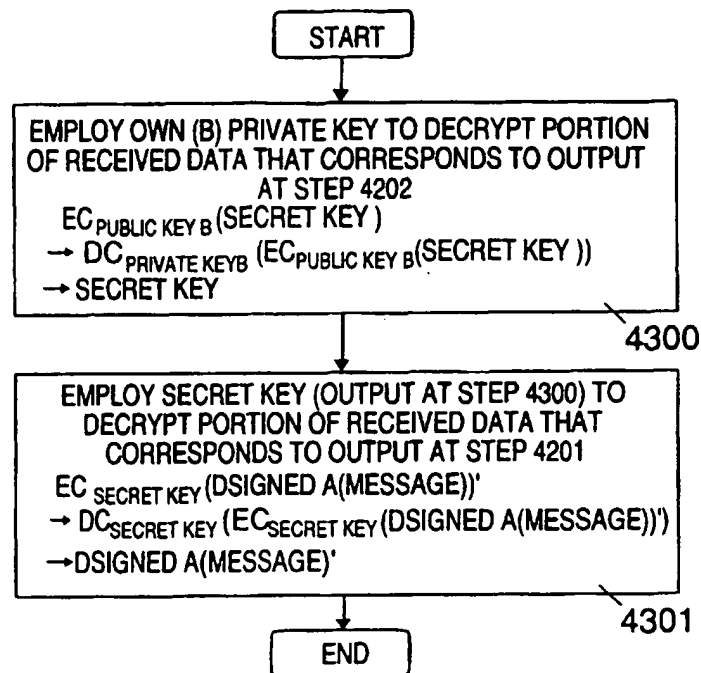 START
EMPLOY OWN (B) PRIVATE KEY TO DECRYPT PORTION
OF RECEIVED DATA THAT CORRESPONDS TO OUTPUT
AT STEP 4202
EC PUBLIC KEY B (SECRET KEY )
→ DC PRIVATE KEYB (EC PUBLIC KEY B(SECRET KEY ))
→ SECRET KEY
4300
EMPLOY SECRET KEY (OUTPUT AT STEP 4300) TO
DECRYPT PORTION OF RECEIVED DATA THAT
CORRESPONDS TO OUTPUT AT STEP 4201
EC SECRET KEY (DSIGNED A(MESSAGE))'
→ DC SECRET KEY (EC SECRET KEY (DSIGNED A(MESSAGE))')
→DSIGNED A(MESSAGE)'
4301
END